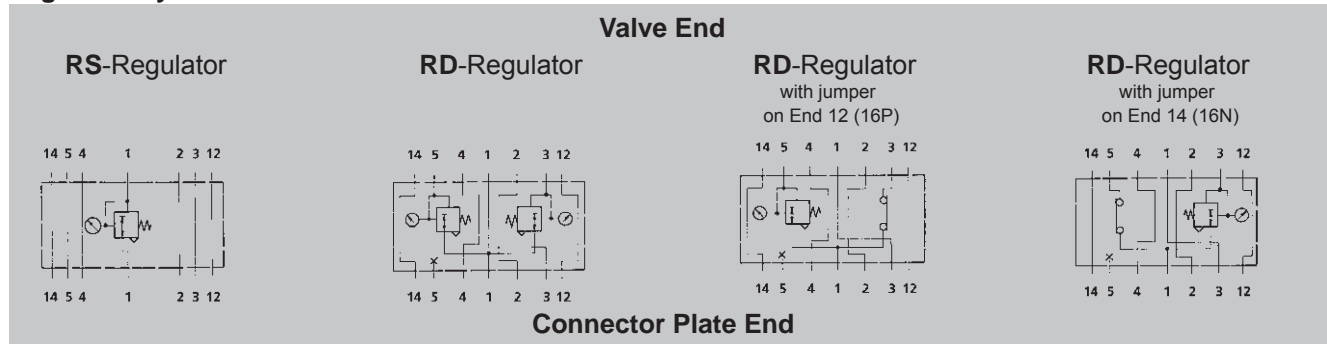 Valve End
RS-Regulator
RD-Regulator
RD-Regulator
with jumper
on End 12 (16P)
RD-Regulator
with jumper
on End 14 (16N)
14 5 4 1 2 3 12
14 5 4 1 2 3 12
14 5 4 1 2 3 12
14 5 4 1 2 3 12
14 5 4 1 2 3 12
14 5 4 1 2 3 12
14 5 4 1 2 3 12
14 5 4 1 2 3 12
Connector Plate End